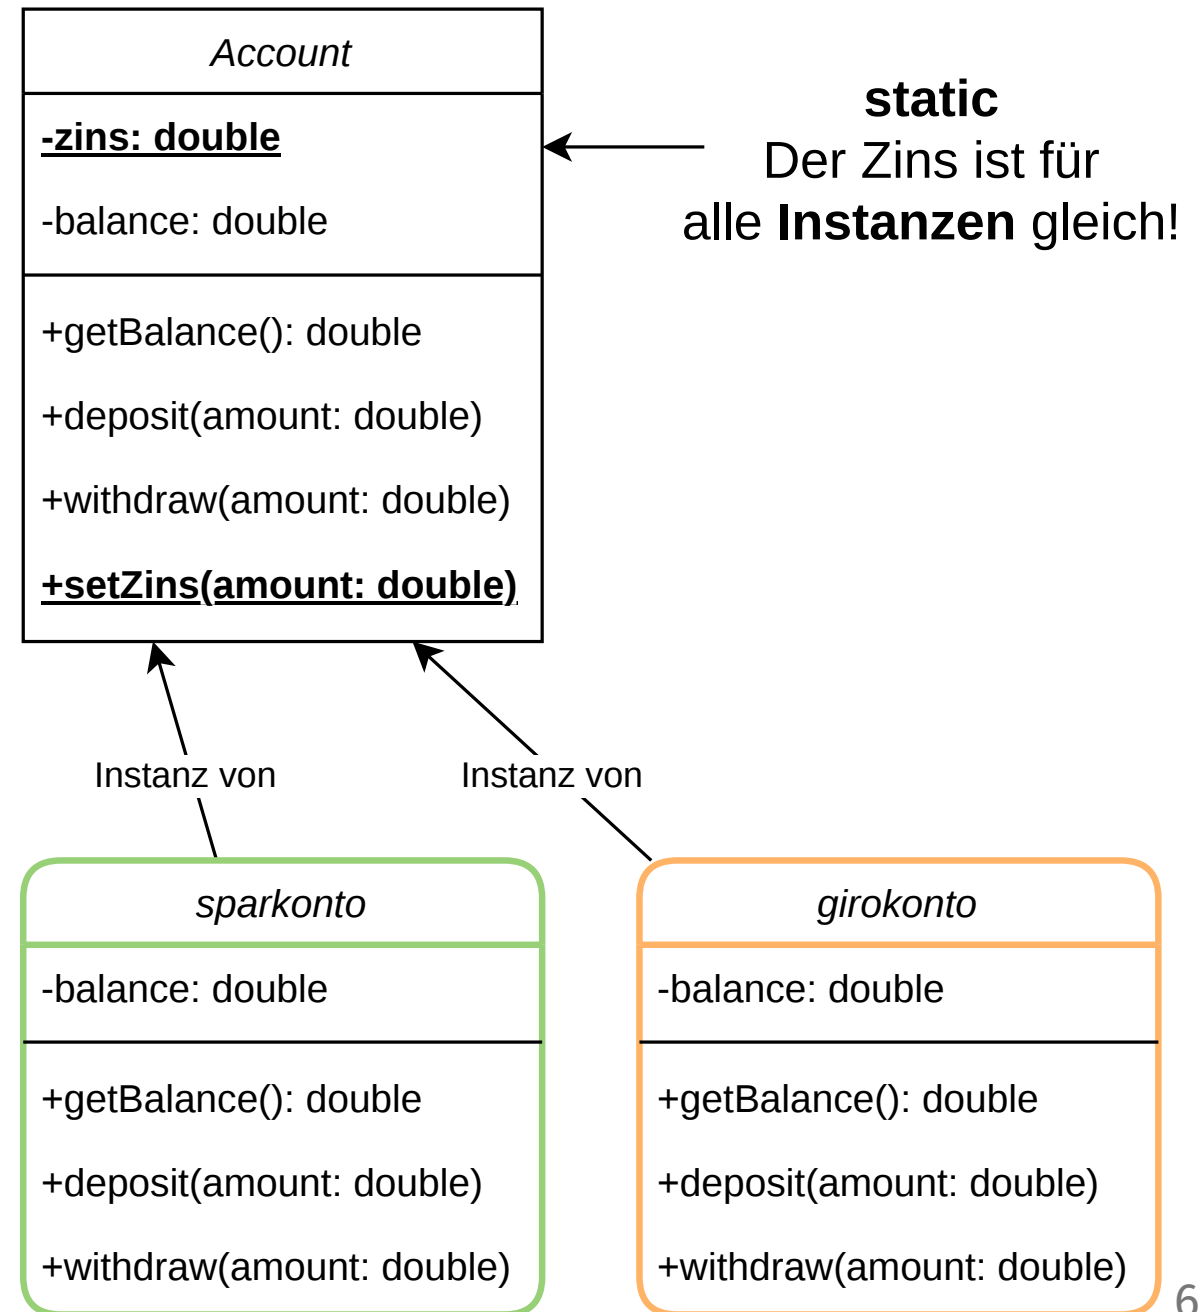 Account
-zins: double
-balance: double
+getBalance(): double
+deposit(amount: double)
+withdraw(amount: double)
+setZins(amount: double)
static
Der Zins ist für
alle Instanzen gleich!
Instanz von
Instanz von
sparkonto
-balance: double
+getBalance(): double
+deposit(amount: double)
+withdraw(amount: double)
girokonto
-balance: double
+getBalance(): double
+deposit(amount: double)
+withdraw(amount: double)
6